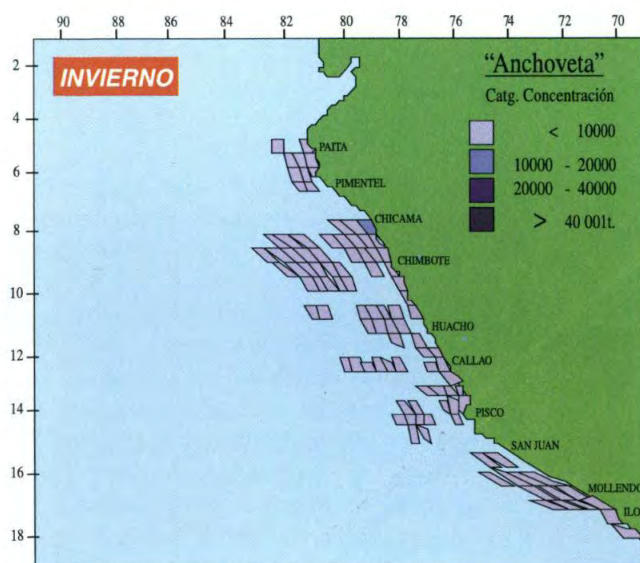 90 88 86 84 82 80 78 76 74 72 70
2
4
6
8
10
12
14
16
18
INVIERNO
"Anchoveta"
Catg. Concentración
< 10000
10000 - 20000
20000 - 40000
> 40 001t.
PAITA
PIMENTEL
CHICAMA
CHIMBOTE
HUACHO
CALLAO
PISCO
SAN JUAN
MOLLENDO
ILO